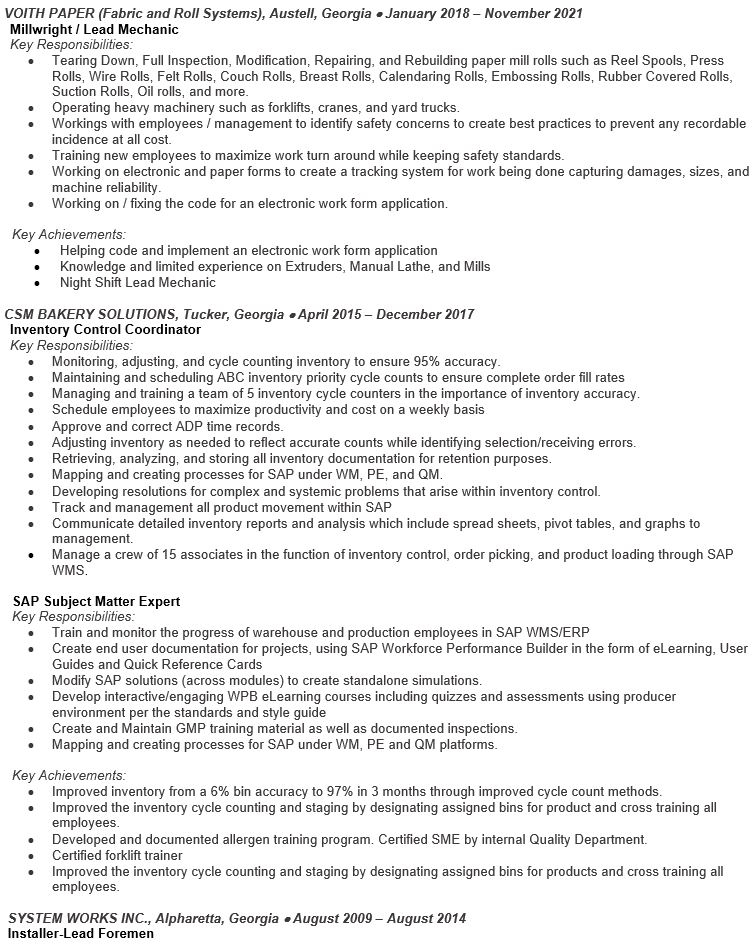 VOITH PAPER (Fabric and Roll Systems), Austell, Georgia ● January 2018 – November 2021
Millwright / Lead Mechanic
Key Responsibilities:
• Tearing Down, Full Inspection, Modification, Repairing, and Rebuilding paper mill rolls such as Reel Spools, Press
Rolls, Wire Rolls, Felt Rolls, Couch Rolls, Breast Rolls, Calendaring Rolls, Embossing Rolls, Rubber Covered Rolls,
Suction Rolls, Oil rolls, and more.
• Operating heavy machinery such as forklifts, cranes, and yard trucks.
• Workings with employees / management to identify safety concerns to create best practices to prevent any recordable
incidence at all cost.
• Training new employees to maximize work turn around while keeping safety standards.
• Working on electronic and paper forms to create a tracking system for work being done capturing damages, sizes, and
machine reliability.
• Working on / fixing the code for an electronic work form application.
Key Achievements:
• Helping code and implement an electronic work form application
• Knowledge and limited experience on Extruders, Manual Lathe, and Mills
• Night Shift Lead Mechanic
CSM BAKERY SOLUTIONS, Tucker, Georgia ● April 2015 – December 2017
Inventory Control Coordinator
Key Responsibilities:
• Monitoring, adjusting, and cycle counting inventory to ensure 95% accuracy.
• Maintaining and scheduling ABC inventory priority cycle counts to ensure complete order fill rates
• Managing and training a team of 5 inventory cycle counters in the importance of inventory accuracy.
• Schedule employees to maximize productivity and cost on a weekly basis
• Approve and correct ADP time records.
• Adjusting inventory as needed to reflect accurate counts while identifying selection/receiving errors.
• Retrieving, analyzing, and storing all inventory documentation for retention purposes.
• Mapping and creating processes for SAP under WM, PE, and QM.
• Developing resolutions for complex and systemic problems that arise within inventory control.
• Track and management all product movement within SAP
• Communicate detailed inventory reports and analysis which include spread sheets, pivot tables, and graphs to
management.
• Manage a crew of 15 associates in the function of inventory control, order picking, and product loading through SAP
WMS.
SAP Subject Matter Expert
Key Responsibilities:
• Train and monitor the progress of warehouse and production employees in SAP WMS/ERP
• Create end user documentation for projects, using SAP Workforce Performance Builder in the form of eLearning, User
Guides and Quick Reference Cards
• Modify SAP solutions (across modules) to create standalone simulations.
• Develop interactive/engaging WPB eLearning courses including quizzes and assessments using producer
environment per the standards and style guide
• Create and Maintain GMP training material as well as documented inspections.
• Mapping and creating processes for SAP under WM, PE and QM platforms.
Key Achievements:
• Improved inventory from a 6% bin accuracy to 97% in 3 months through improved cycle count methods.
• Improved the inventory cycle counting and staging by designating assigned bins for product and cross training all
employees.
• Developed and documented allergen training program. Certified SME by internal Quality Department.
• Certified forklift trainer
• Improved the inventory cycle counting and staging by designating assigned bins for products and cross training all
employees.
SYSTEM WORKS INC., Alpharetta, Georgia ● August 2009 – August 2014
Installer-Lead Foremen